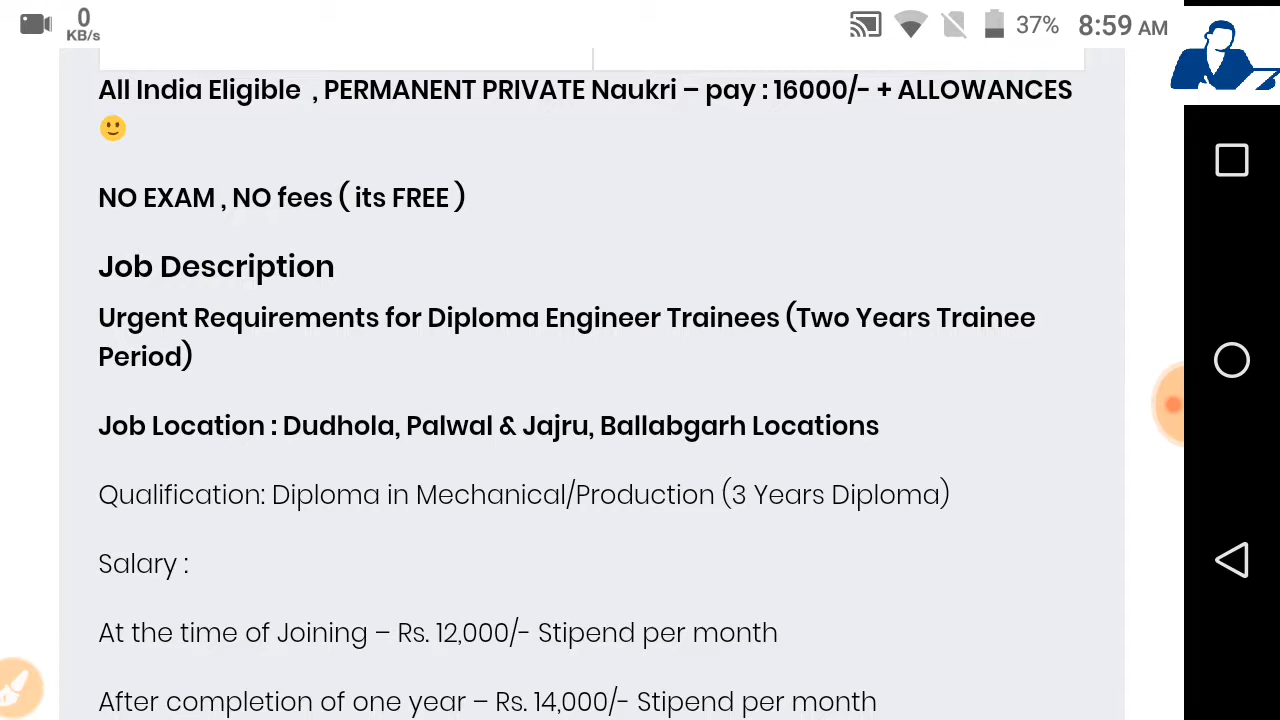 0
KB/s
37%
8:59 AM
All India Eligible , PERMANENT PRIVATE Naukri – pay : 16000/- + ALLOWANCES
🙂
NO EXAM , NO fees ( its FREE )
Job Description
Urgent Requirements for Diploma Engineer Trainees (Two Years Trainee
Period)
Job Location : Dudhola, Palwal & Jajru, Ballabgarh Locations
Qualification: Diploma in Mechanical/Production (3 Years Diploma)
Salary :
At the time of Joining – Rs. 12,000/- Stipend per month
After completion of one year – Rs. 14,000/- Stipend per month